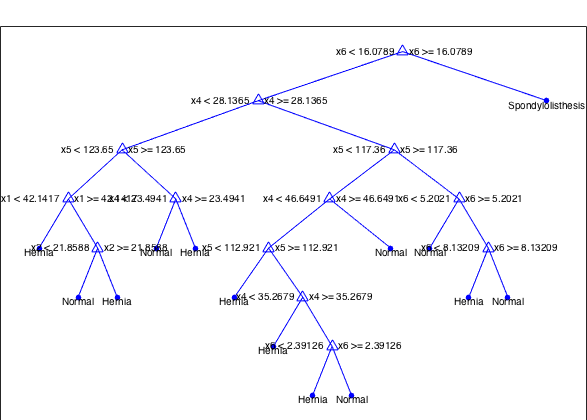 x6 < 16.0789 x6 >= 16.0789
x4 < 28.1365 x4 >= 28.1365
Spondylolisthesis
x5 < 123.65 x5 >= 123.65 x5 < 117.36 x5 >= 117.36
x1 < 42.1417 x1 >= 42.1417 x4 < 23.4941 x4 >= 23.4941 x4 < 46.6491 x4 >= 46.6491 x6 < 5.2021 x6 >= 5.2021
Hernia x2 < 21.8588 x2 >= 21.8588 Normal Hernia x5 < 112.921 x5 >= 112.921 Normal Normal x6 < 8.13209 x6 >= 8.13209
Normal Hernia Hernia x4 < 35.2679 x4 >= 35.2679 Hernia Normal
Hernia x6 < 2.39126 x6 >= 2.39126
Hernia Normal